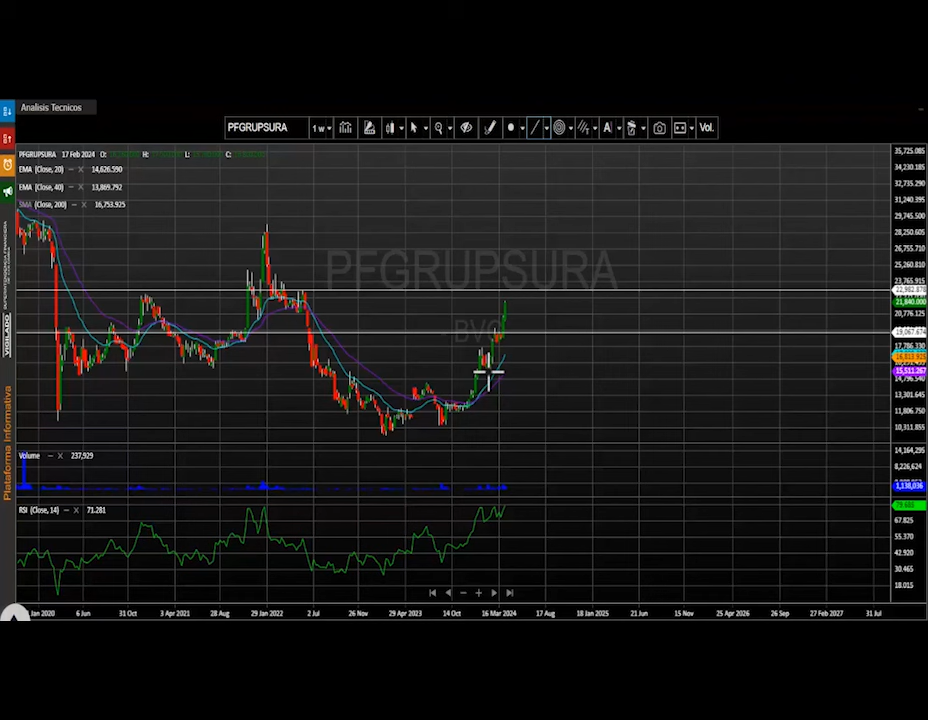 Analisis Tecnicos
PFGRUPSURA 1 w Vol.
PFGRUPSURA 17 Feb 2024 O: H: L: C:
EMA (Close, 20) 14,626.590
EMA (Close, 40) 13,869.792
SMA (Close, 200) 16,753.925
PFGRUPSURA
BVC
35,725.085
34,230.185
32,735.290
31,240.395
29,745.500
28,250.605
26,755.710
25,260.810
23,765.915
21,840.000
20,776.125
17,786.330
15,511.267
14,796.540
13,301.645
11,806.750
10,311.855
Volume 237,929
14,164,295
8,226,624
1,138,036
RSI (Close, 14) 71.281
67.825
55.370
42.920
30.465
18.015
Jan 2020 6 Jun 31 Oct 3 Apr 2021 28 Aug 29 Jan 2022 2 Jul 26 Nov 29 Apr 2023 14 Oct 16 Mar 2024 17 Aug 18 Jan 2025 21 Jun 15 Nov 25 Apr 2026 26 Sep 27 Feb 2027 31 Jul
VIGILADO
Plataforma Informativa